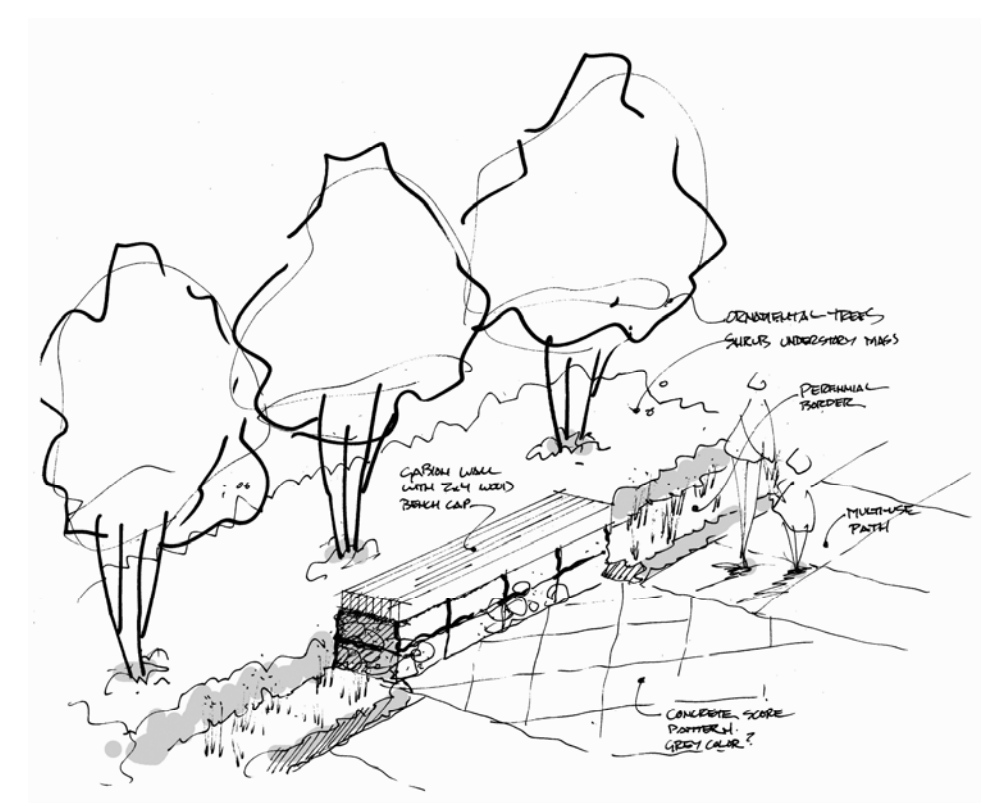 ORNAMENTAL TREES
SHRUB UNDERSTORY MASS
PERENNIAL
BORDER
GABION WALL
WITH 2x4 WOOD
BENCH CAP
MULTI-USE
PATH
CONCRETE SCORE
PATTERN.
GREY COLOR?